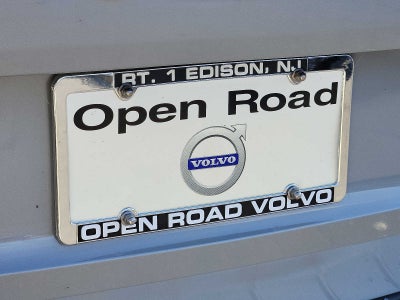 RT. 1 EDISON, NJ
Open Road
VOLVO
OPEN ROAD VOLVO